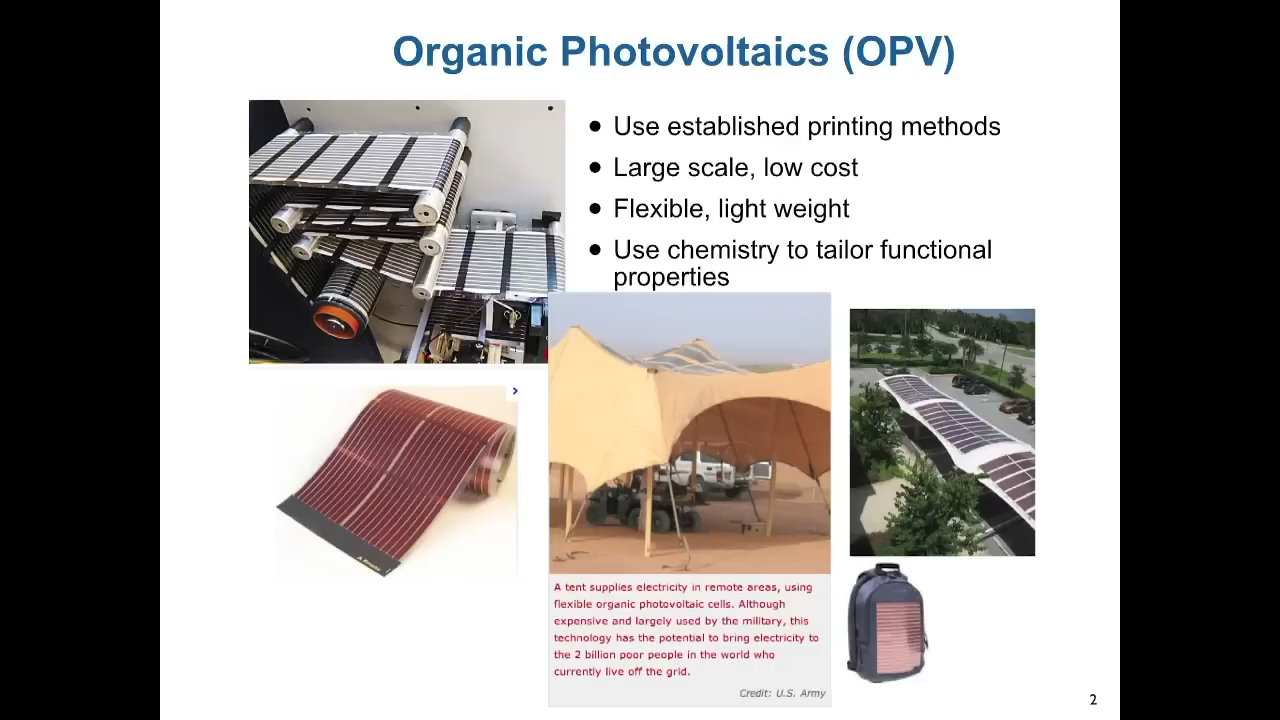 Organic Photovoltaics (OPV)
● Use established printing methods
● Large scale, low cost
● Flexible, light weight
● Use chemistry to tailor functional
properties
›
A tent supplies electricity in remote areas, using
flexible organic photovoltaic cells. Although
expensive and largely used by the military, this
technology has the potential to bring electricity to
the 2 billion poor people in the world who
currently live off the grid.
Credit: U.S. Army
2